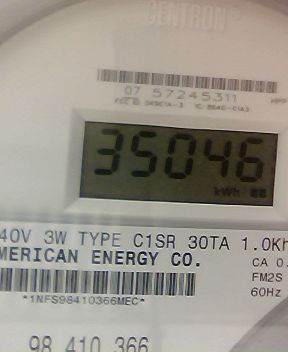 CENTRON®
07 57245311
35046
kWh
40V 3W TYPE C1SR 30TA 1.0Kh
MERICAN ENERGY CO.
CA 0.
FM2S
60Hz
*1NFS98410366MEC*
98 410 366